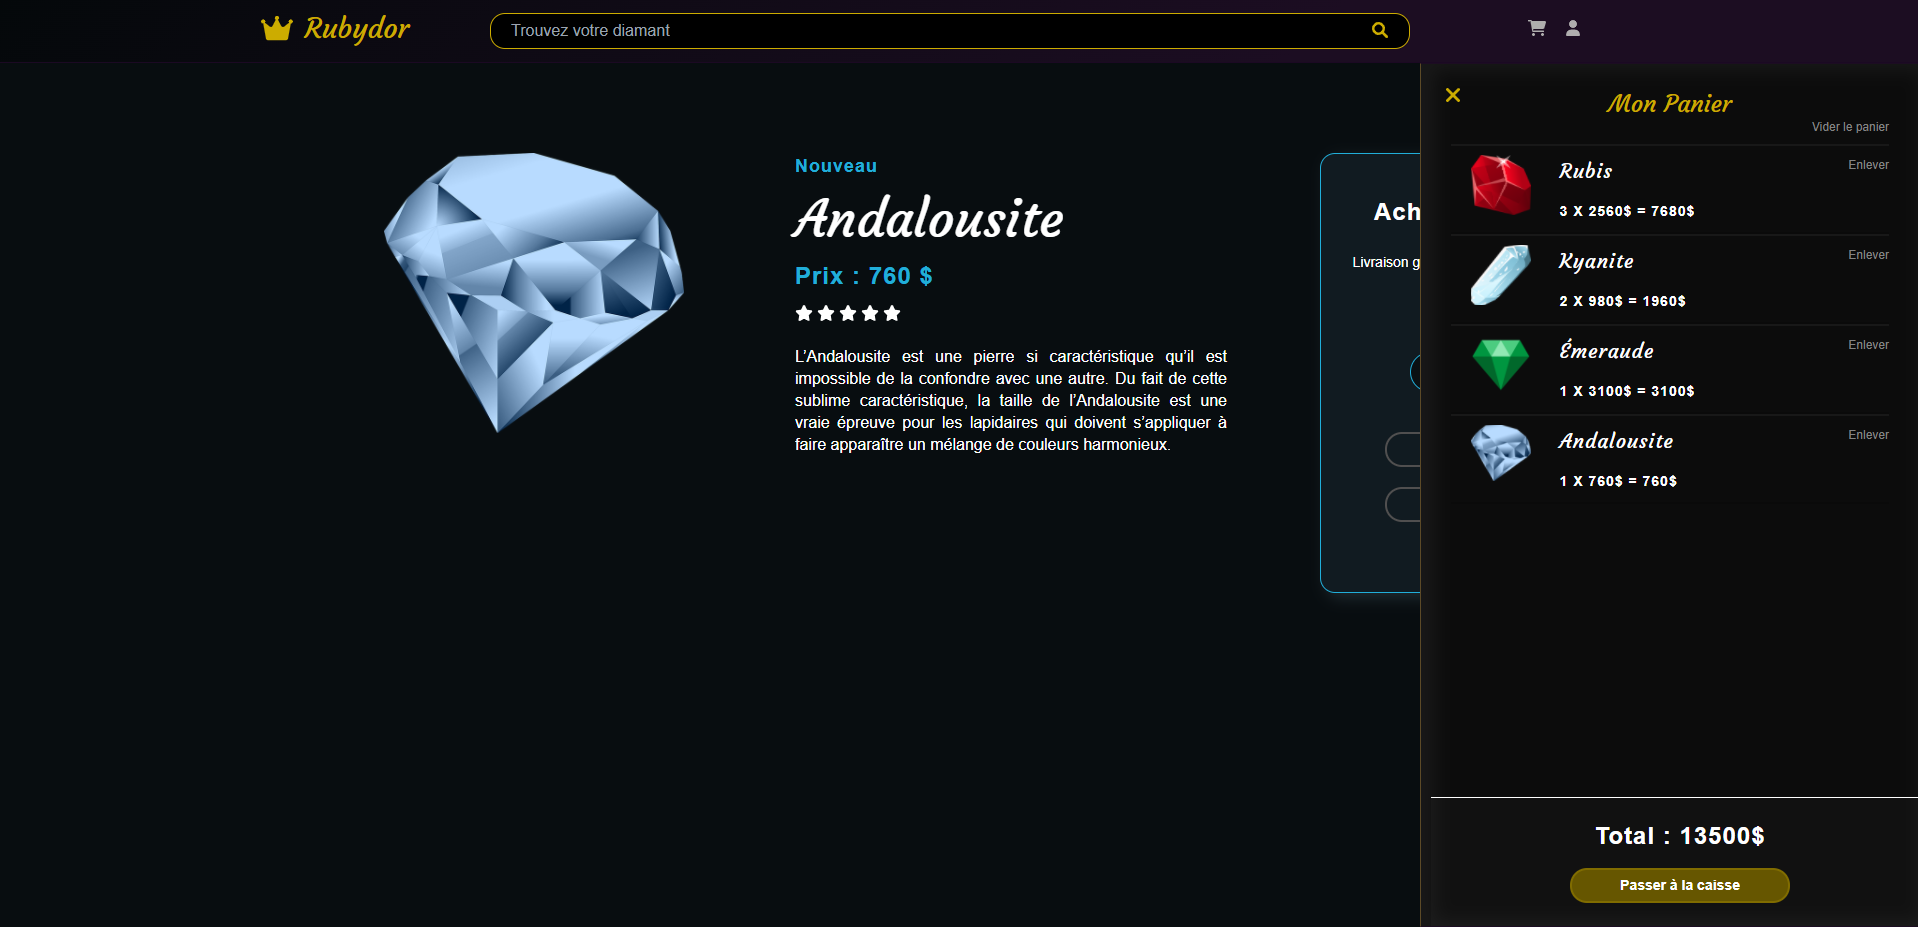 Rubydor
Trouvez votre diamant
Nouveau
Andalousite
Prix : 760 $
L’Andalousite est une pierre si caractéristique qu’il est
impossible de la confondre avec une autre. Du fait de cette
sublime caractéristique, la taille de l’Andalousite est une
vraie épreuve pour les lapidaires qui doivent s’appliquer à
faire apparaître un mélange de couleurs harmonieux.
Ach
Livraison g
Mon Panier
Vider le panier
Rubis
Enlever
3 X 2560$ = 7680$
Kyanite
Enlever
2 X 980$ = 1960$
Émeraude
Enlever
1 X 3100$ = 3100$
Andalousite
Enlever
1 X 760$ = 760$
Total : 13500$
Passer à la caisse